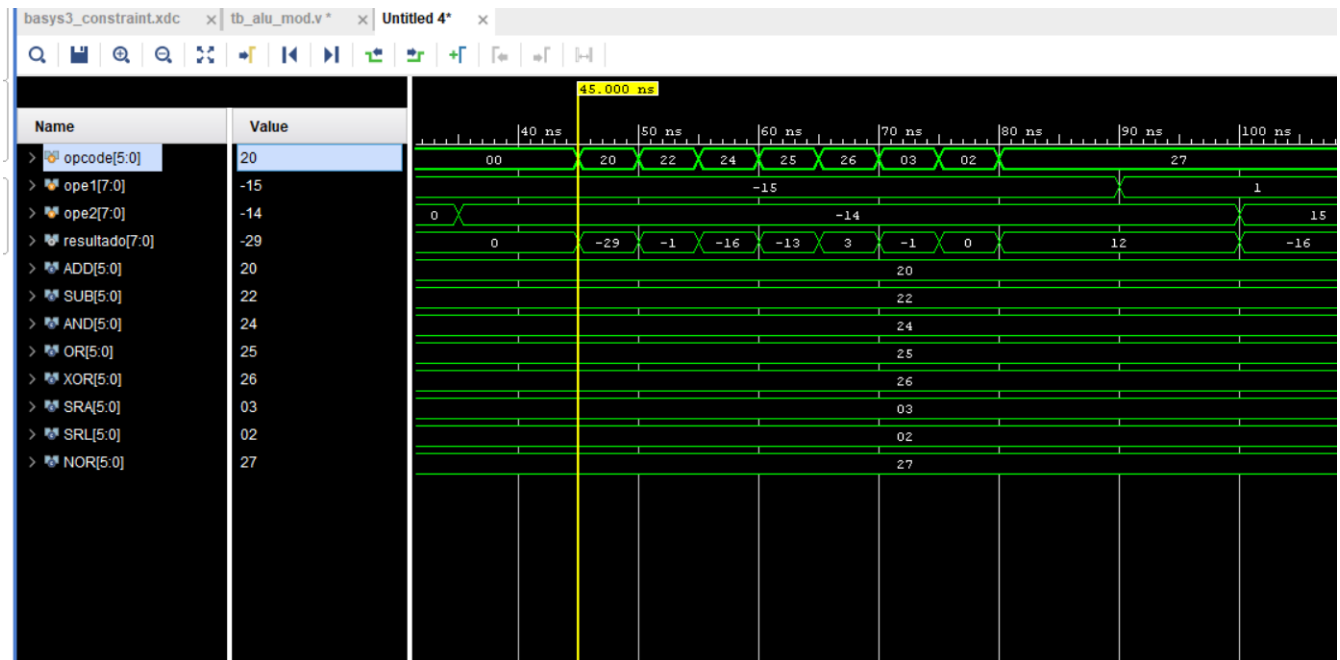 basys3_constraint.xdc × tb_alu_mod.v * × Untitled 4* ×
45.000 ns
Name Value 40 ns 50 ns 60 ns 70 ns 80 ns 90 ns 100 ns
opcode[5:0] 20 00 20 22 24 25 26 03 02 27
ope1[7:0] -15 -15 1
ope2[7:0] -14 0 -14 15
resultado[7:0] -29 0 -29 -1 -16 -13 3 -1 0 12 -16
ADD[5:0] 20 20
SUB[5:0] 22 22
AND[5:0] 24 24
OR[5:0] 25 25
XOR[5:0] 26 26
SRA[5:0] 03 03
SRL[5:0] 02 02
NOR[5:0] 27 27